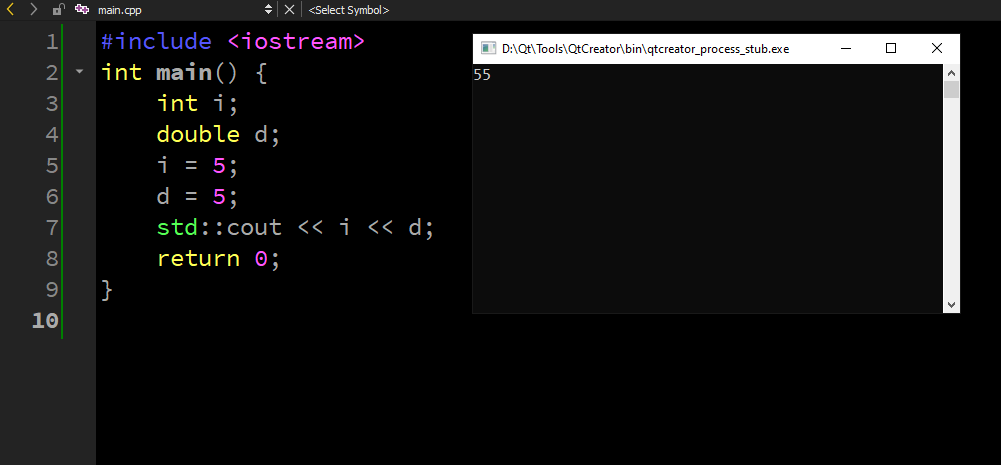 main.cpp <Select Symbol>
1 #include <iostream>
2 int main() {
3     int i;
4     double d;
5     i = 5;
6     d = 5;
7     std::cout << i << d;
8     return 0;
9 }
10
D:\Qt\Tools\QtCreator\bin\qtcreator_process_stub.exe
55